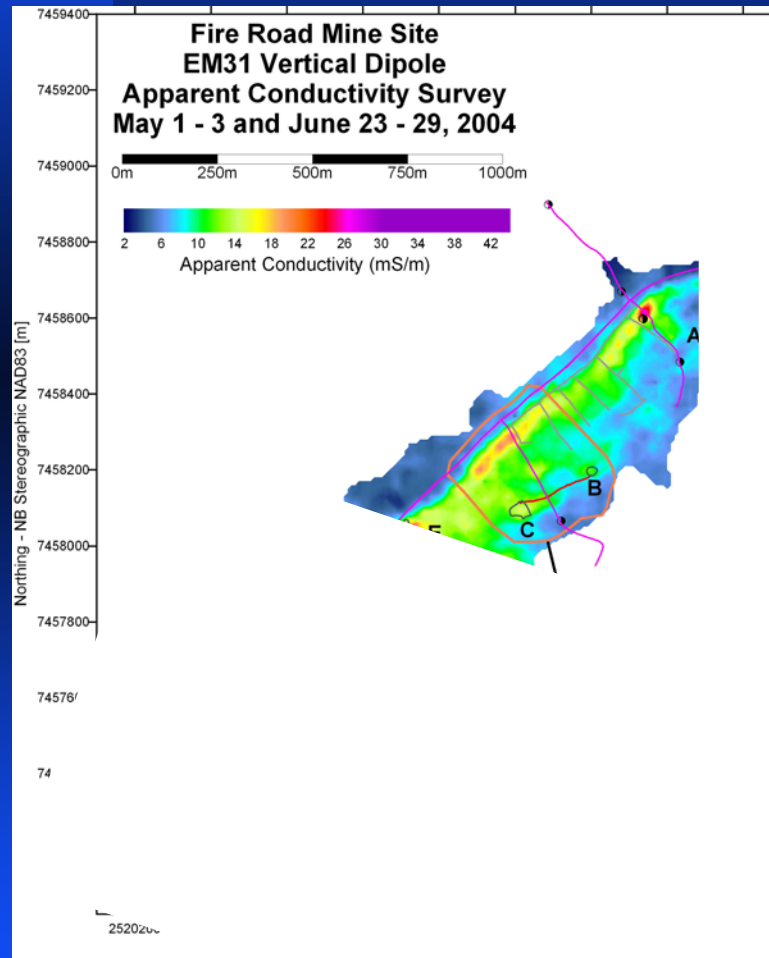 Fire Road Mine Site
EM31 Vertical Dipole
Apparent Conductivity Survey
May 1 - 3 and June 23 - 29, 2004
0m 250m 500m 750m 1000m
2 6 10 14 18 22 24 26 30 34 38 42
Apparent Conductivity (mS/m)
Northing - NB Stereographic NAD83 [m]
7459400
7459200
7459000
7458800
7458600
7458400
7458200
7458000
7457800
A
B
C